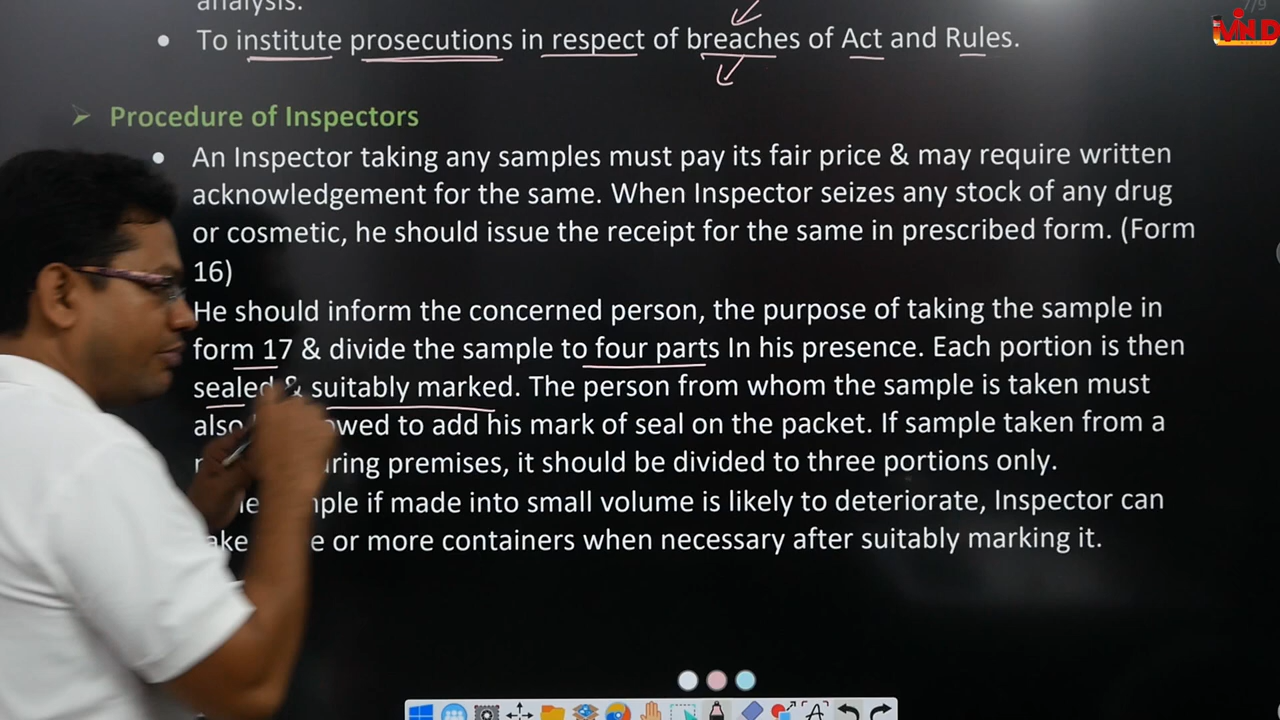 analysis.
• To institute prosecutions in respect of breaches of Act and Rules.
7/9
MIND
➢ Procedure of Inspectors
• An Inspector taking any samples must pay its fair price & may require written
acknowledgement for the same. When Inspector seizes any stock of any drug
or cosmetic, he should issue the receipt for the same in prescribed form. (Form
16)
He should inform the concerned person, the purpose of taking the sample in
form 17 & divide the sample to four parts In his presence. Each portion is then
sealed & suitably marked. The person from whom the sample is taken must
also owed to add his mark of seal on the packet. If sample taken from a
ring premises, it should be divided to three portions only.
ple if made into small volume is likely to deteriorate, Inspector can
or more containers when necessary after suitably marking it.